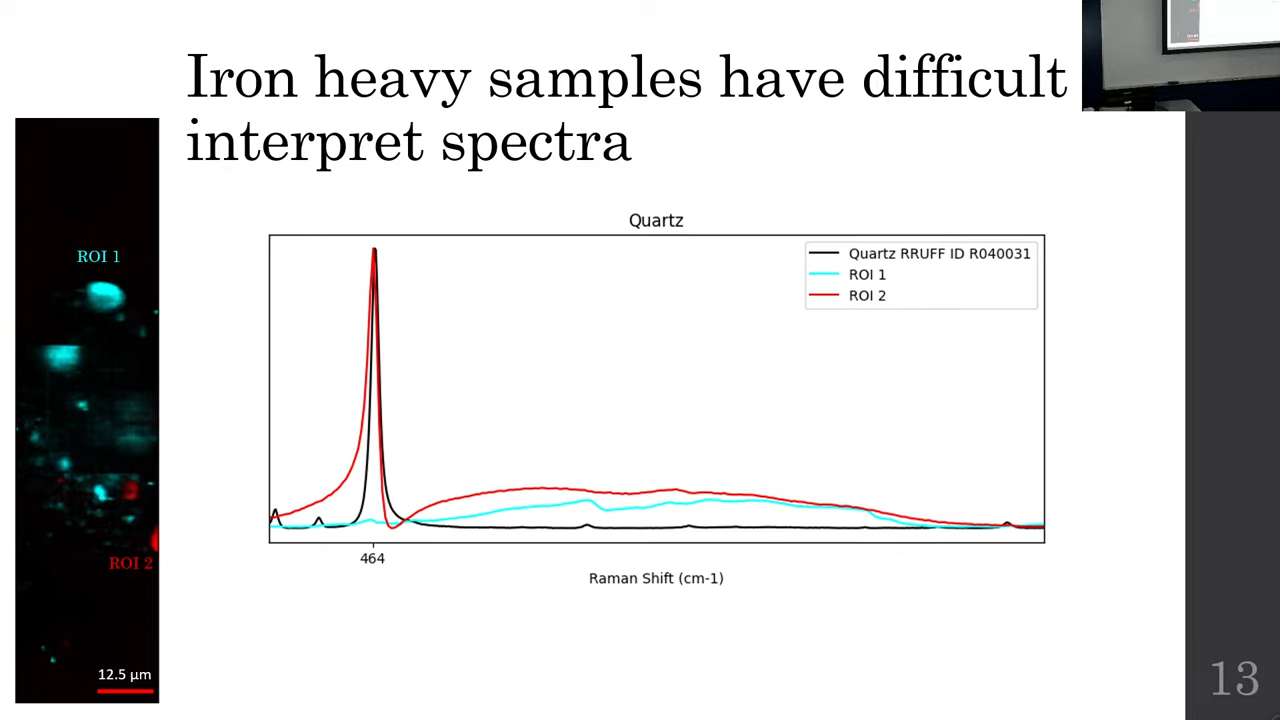 Iron heavy samples have difficult
interpret spectra
ROI 1
ROI 2
12.5 µm
Quartz
Quartz RRUFF ID R040031
ROI 1
ROI 2
464
Raman Shift (cm-1)
13